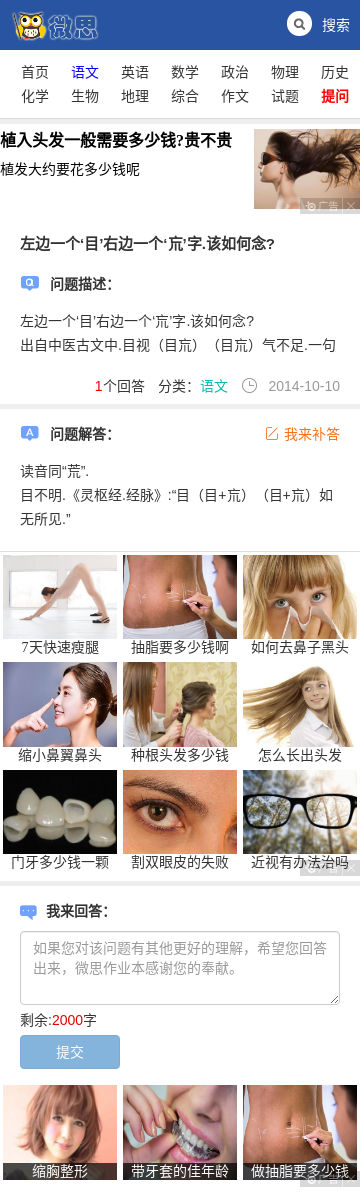 微思
搜索
首页 语文 英语 数学 政治 物理 历史
化学 生物 地理 综合 作文 试题 提问
植入头发一般需要多少钱?贵不贵
植发大约要花多少钱呢
广告
左边一个‘目’右边一个‘巟’字.该如何念?
问题描述:
左边一个‘目’右边一个‘巟’字.该如何念?
出自中医古文中.目视（目巟）（目巟）气不足.一句
1个回答 分类：语文 2014-10-10
问题解答:
我来补答
读音同“荒”.
目不明.《灵枢经.经脉》:“目（目+巟）（目+巟）如
无所见.”
7天快速瘦腿 抽脂要多少钱啊 如何去鼻子黑头
缩小鼻翼鼻头 种根头发多少钱 怎么长出头发
门牙多少钱一颗 割双眼皮的失败 近视有办法治吗
我来回答:
如果您对该问题有其他更好的理解，希望您回答
出来，微思作业本感谢您的奉献。
剩余:2000字
提交
缩胸整形 带牙套的佳年龄 做抽脂要多少钱